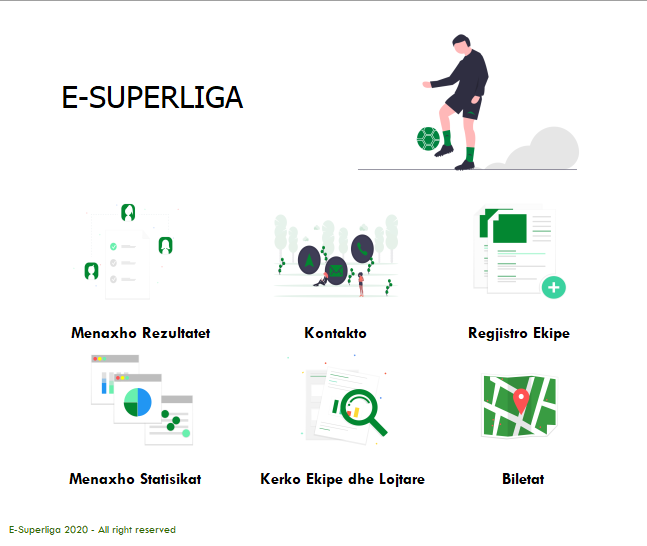 E-SUPERLIGA
Menaxho Rezultatet
Kontakto
Regjistro Ekipe
Menaxho Statisikat
Kerko Ekipe dhe Lojtare
Biletat
E-Superliga 2020 - All right reserved